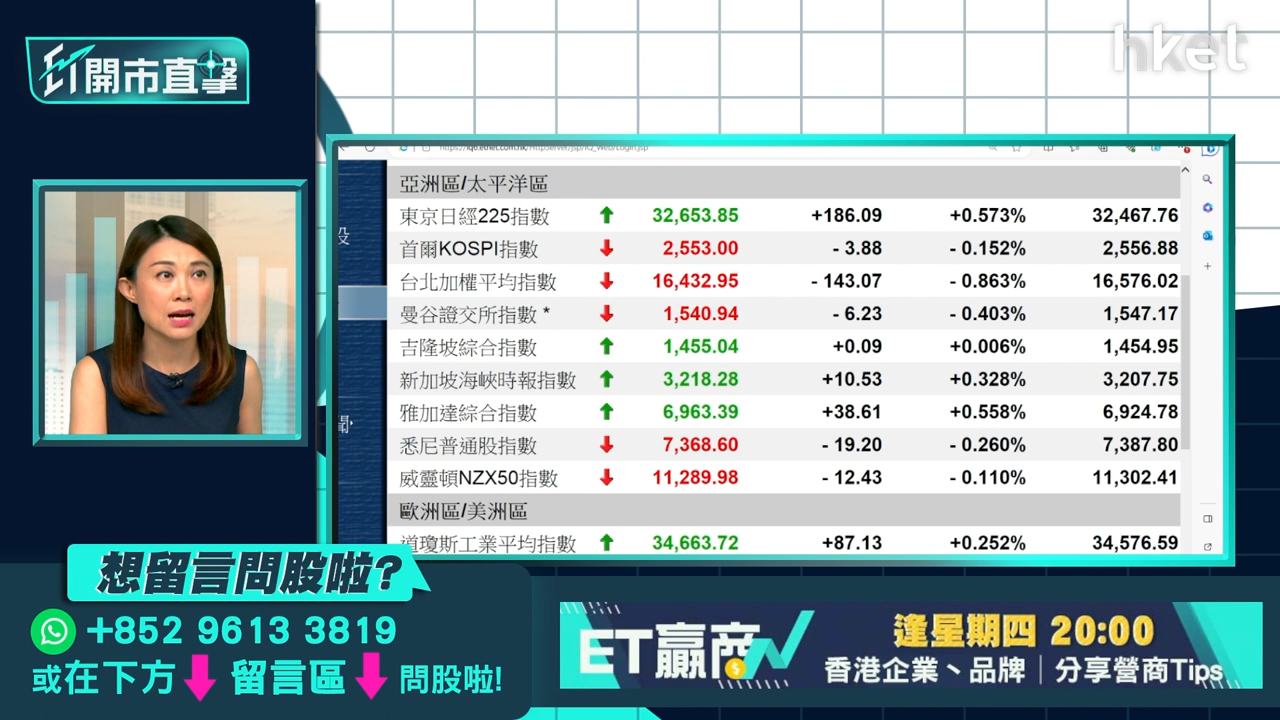 ET開市直擊
hket
亞洲區/太平洋區
東京日經225指數 32,653.85 +186.09 +0.573% 32,467.76
首爾KOSPI指數 2,553.00 - 3.88 - 0.152% 2,556.88
台北加權平均指數 16,432.95 - 143.07 - 0.863% 16,576.02
曼谷證交所指數 * 1,540.94 - 6.23 - 0.403% 1,547.17
吉隆坡綜合指數 1,455.04 +0.09 +0.006% 1,454.95
新加坡海峽時報指數 3,218.28 +10.53 +0.328% 3,207.75
雅加達綜合指數 6,963.39 +38.61 +0.558% 6,924.78
悉尼普通股指數 7,368.60 - 19.20 - 0.260% 7,387.80
威靈頓NZX50指數 11,289.98 - 12.43 - 0.110% 11,302.41
歐洲區/美洲區
道瓊斯工業平均指數 34,663.72 +87.13 +0.252% 34,576.59
想留言問股啦?
+852 9613 3819
或在下方 留言區 問股啦!
ET贏商
逢星期四 20:00
香港企業、品牌｜分享營商Tips